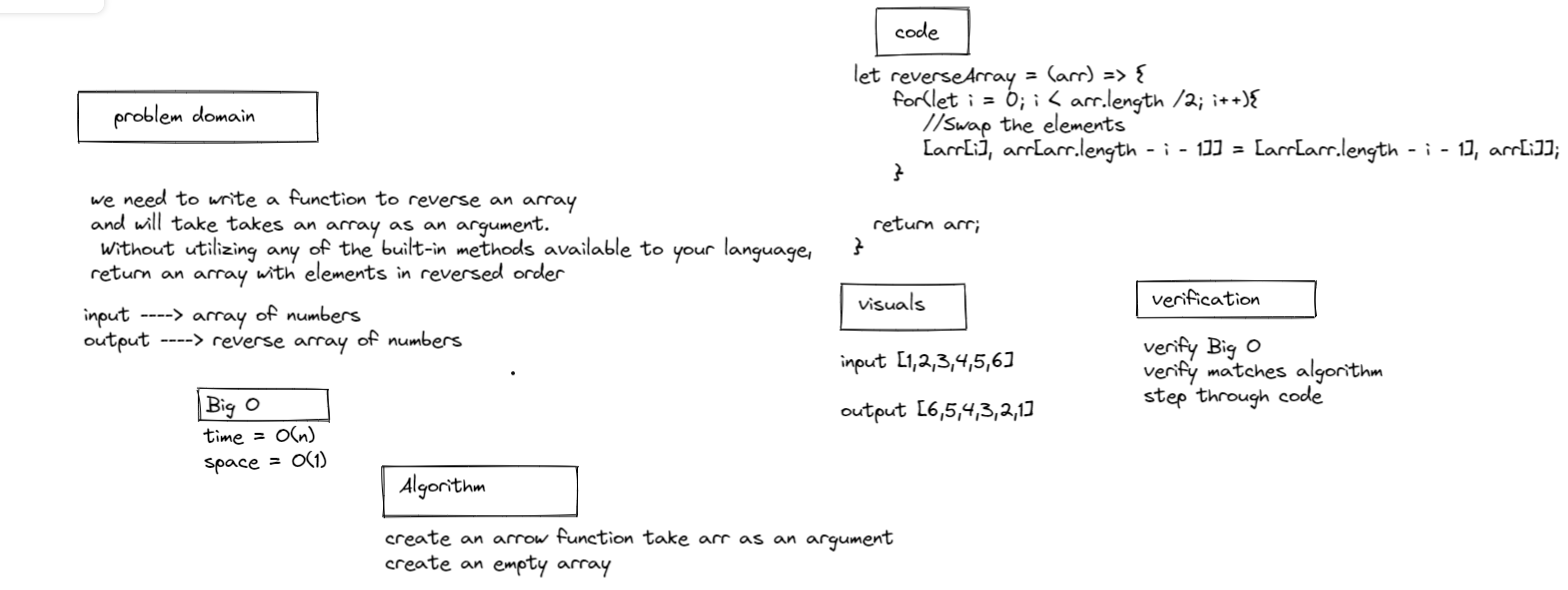 problem domain
we need to write a function to reverse an array
and will take takes an array as an argument.
Without utilizing any of the built-in methods available to your language,
return an array with elements in reversed order
input ----> array of numbers
output ----> reverse array of numbers
Big O
time = O(n)
space = O(1)
Algorithm
create an arrow function take arr as an argument
create an empty array
code
let reverseArray = (arr) => {
for(let i = 0; i < arr.length /2; i++){
//Swap the elements
[arr[i], arr[arr.length - i - 1]] = [arr[arr.length - i - 1], arr[i]];
}
return arr;
}
visuals
input [1,2,3,4,5,6]
output [6,5,4,3,2,1]
verification
verify Big O
verify matches algorithm
step through code